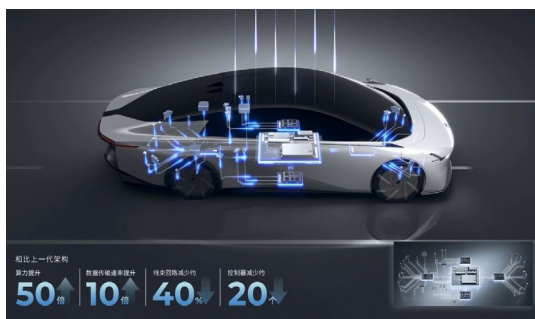 相比上一代架构
算力提升
50倍
数据传输速率提升
10倍
线束回路减少约
40%
控制器减少约
20个